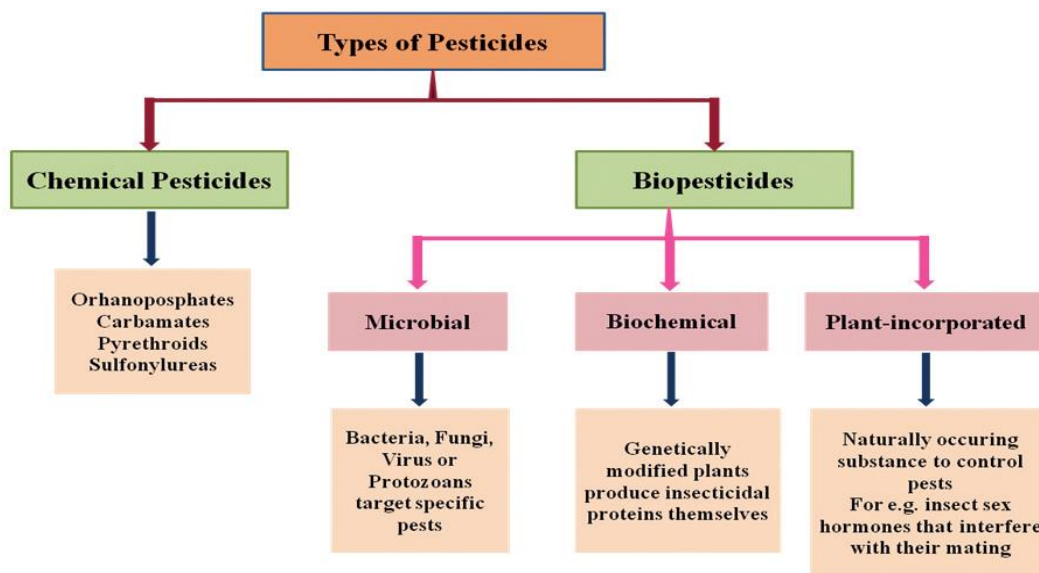 Types of Pesticides
Chemical Pesticides
Biopesticides
Orhanoposphates
Carbamates
Pyrethroids
Sulfonylureas
Microbial
Biochemical
Plant-incorporated
Bacteria, Fungi,
Virus or
Protozoans
target specific
pests
Genetically
modified plants
produce insecticidal
proteins themselves
Naturally occuring
substance to control
pests
For e.g. insect sex
hormones that interfere
with their mating